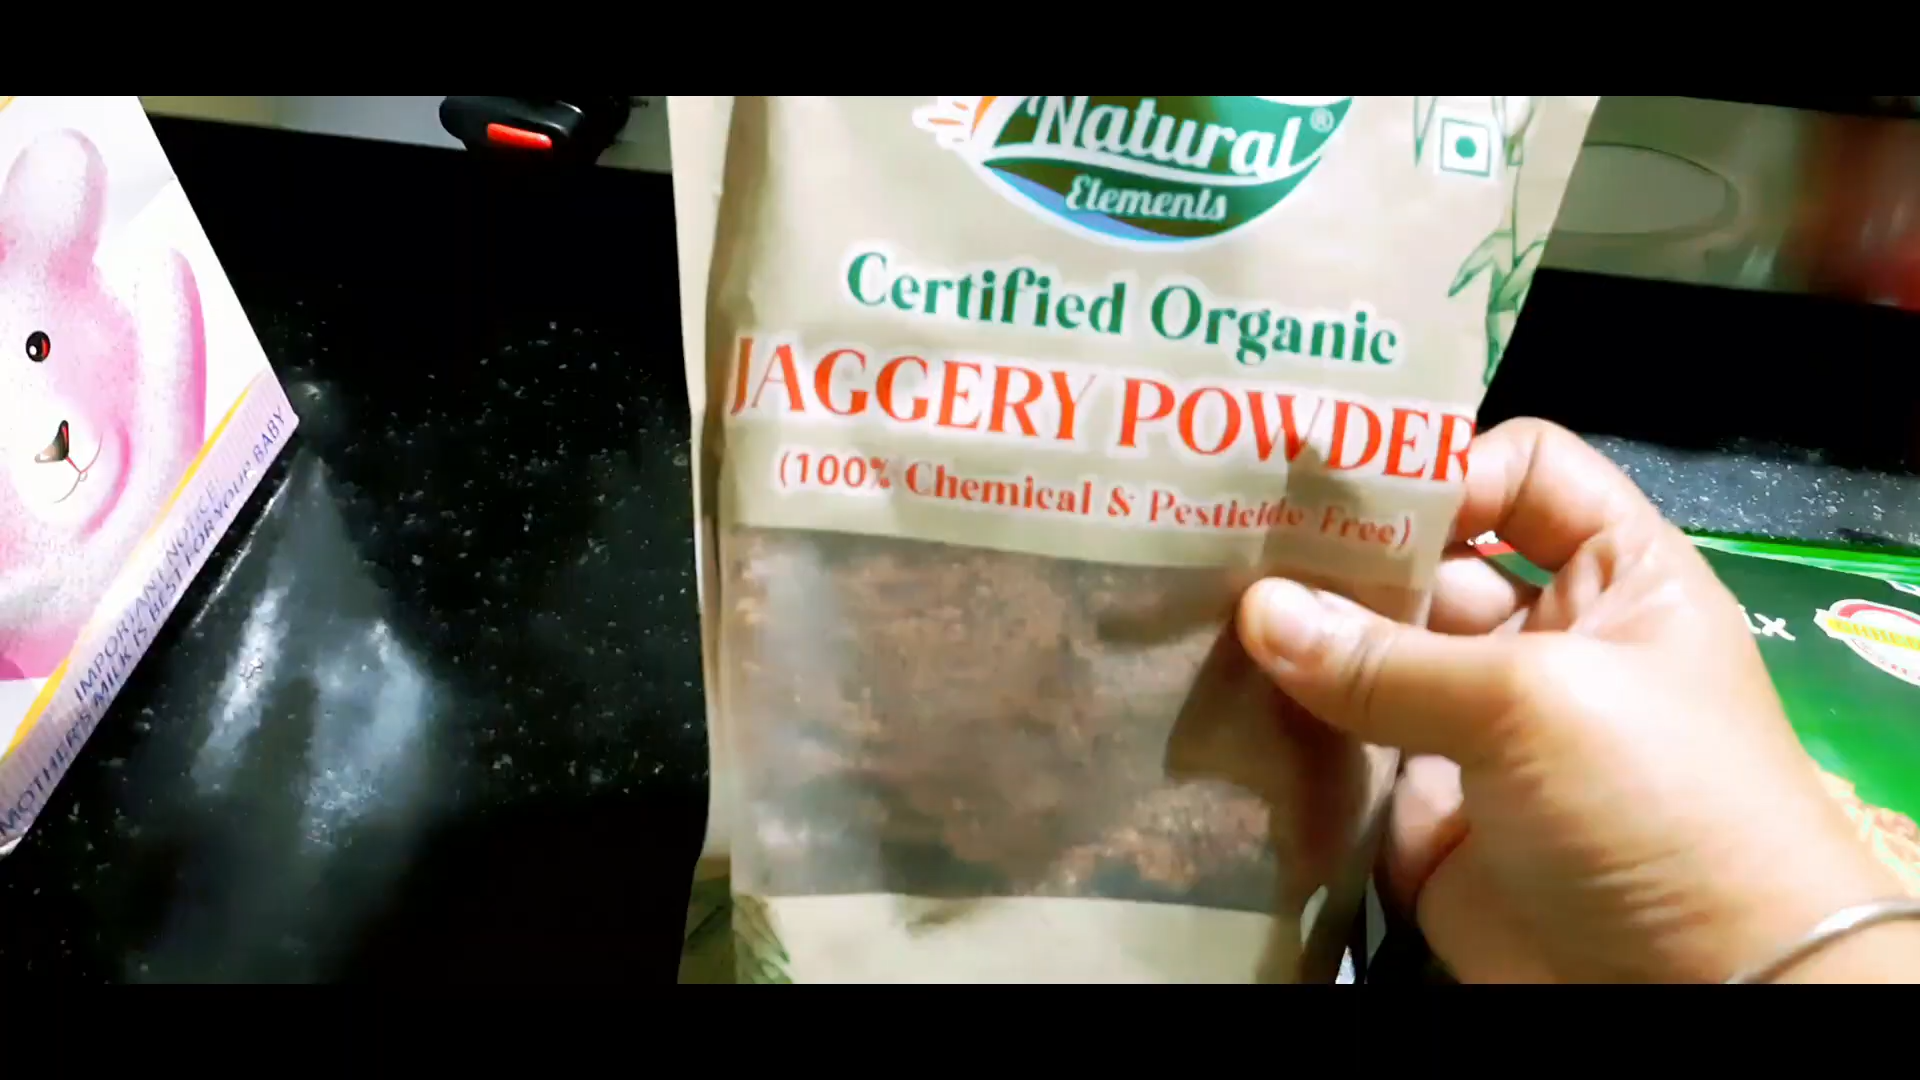 Natural®
Elements
Certified Organic
JAGGERY POWDER
(100% Chemical & Pesticide Free)
IMPORTANT NOTICE:
MOTHER'S MILK IS BEST FOR YOUR BABY